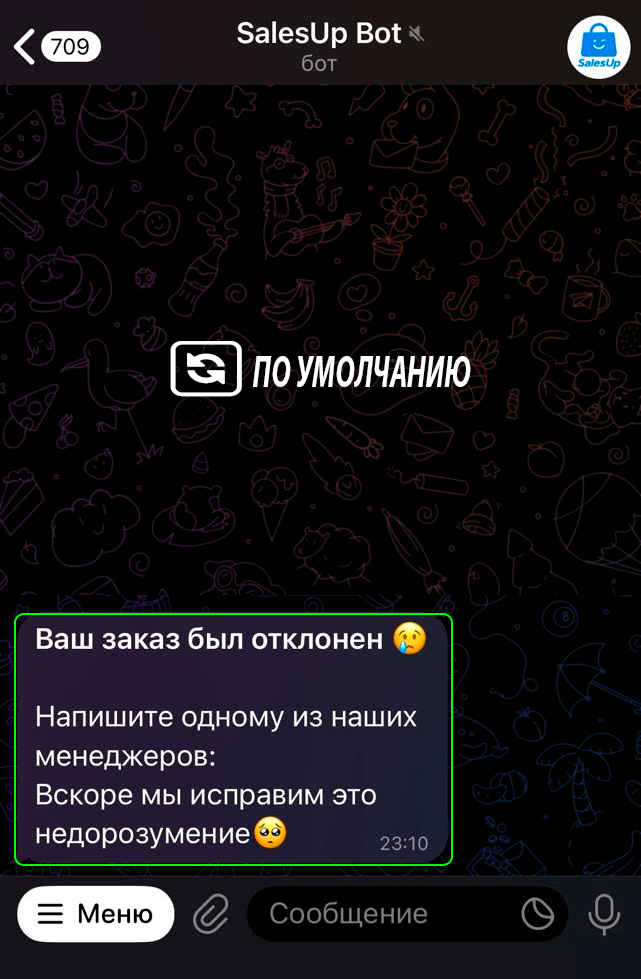 709
SalesUp Bot
бот
SalesUp
ПО УМОЛЧАНИЮ
Ваш заказ был отклонен 😢
Напишите одному из наших
менеджеров:
Вскоре мы исправим это
недорозумение🥺
23:10
Меню
Сообщение